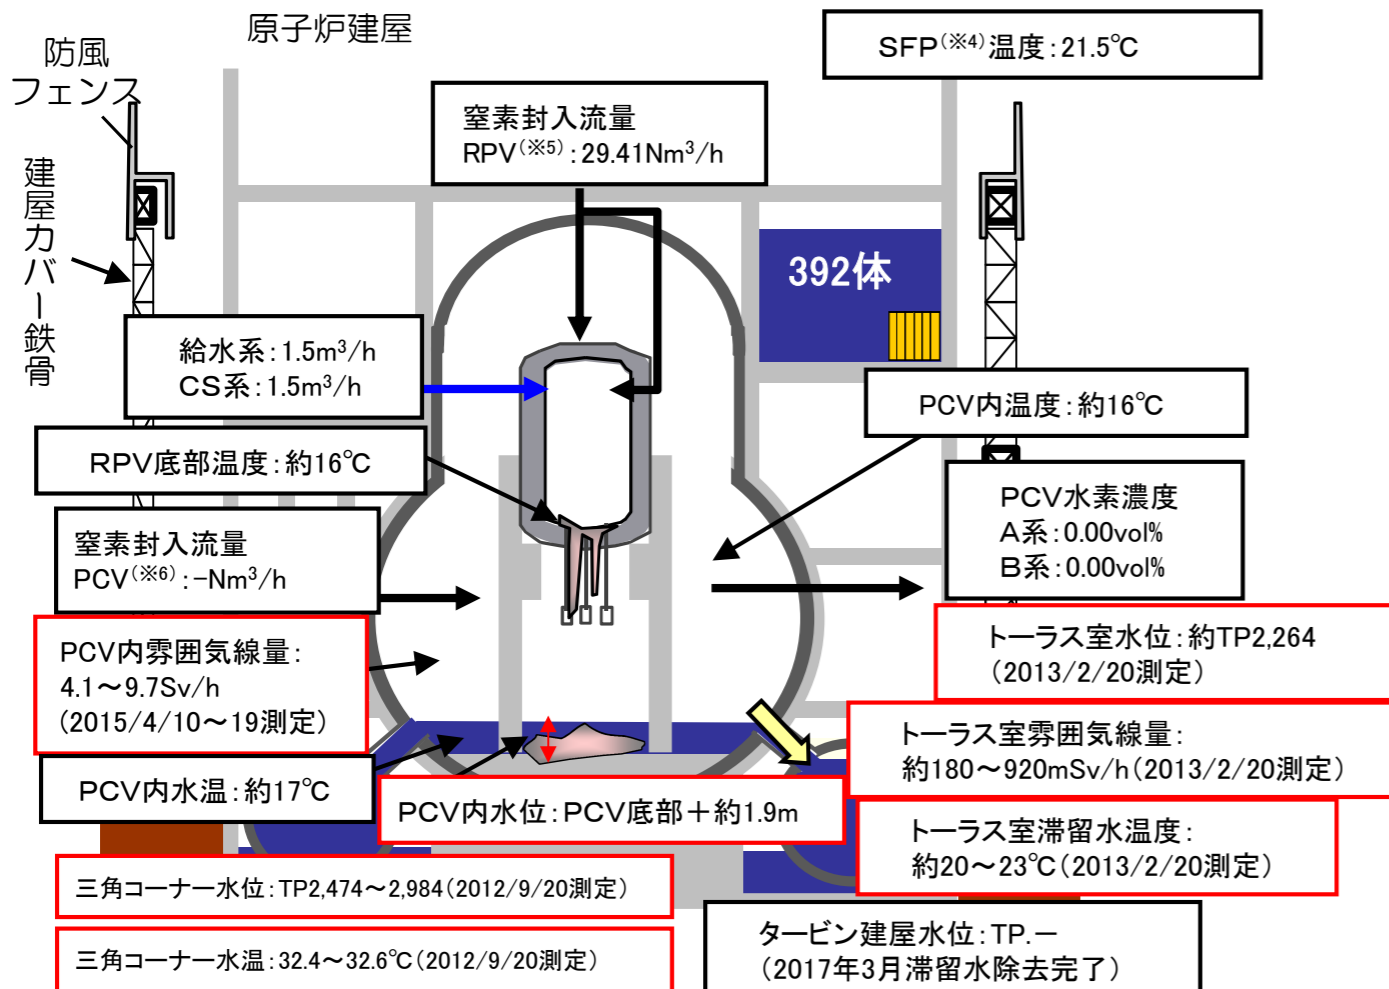 原子炉建屋
防風
フェンス
建屋カバー鉄骨
SFP(※4)温度：21.5℃
窒素封入流量
RPV(※5)：29.41Nm³/h
392体
給水系：1.5m³/h
CS系：1.5m³/h
PCV内温度：約16℃
RPV底部温度：約16℃
PCV水素濃度
A系：0.00vol%
B系：0.00vol%
窒素封入流量
PCV(※6)：-Nm³/h
PCV内雰囲気線量：
4.1～9.7Sv/h
(2015/4/10～19測定)
トーラス室水位：約TP2,264
(2013/2/20測定)
トーラス室雰囲気線量：
約180～920mSv/h(2013/2/20測定)
PCV内水温：約17℃
PCV内水位：PCV底部＋約1.9m
トーラス室滞留水温度：
約20～23℃(2013/2/20測定)
三角コーナー水位：TP2,474～2,984(2012/9/20測定)
三角コーナー水温：32.4～32.6℃(2012/9/20測定)
タービン建屋水位：TP.－
(2017年3月滞留水除去完了)